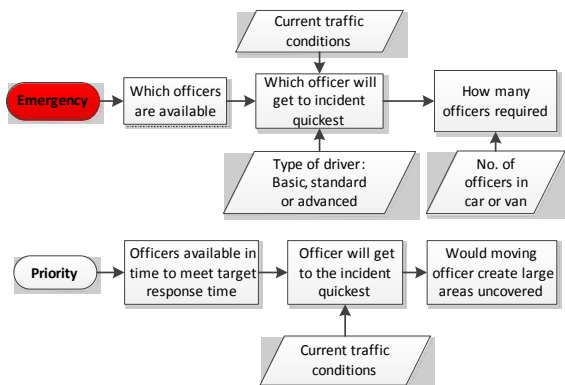 Current traffic
conditions
Emergency
Which officers
are available
Which officer will
get to incident
quickest
How many
officers required
Type of driver:
Basic, standard
or advanced
No. of
officers in
car or van
Priority
Officers available in
time to meet target
response time
Officer will get
to the incident
quickest
Would moving
officer create large
areas uncovered
Current traffic
conditions